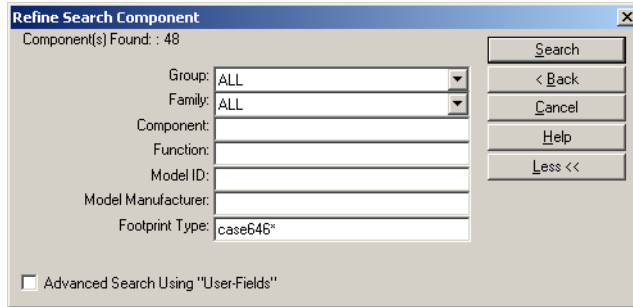 Refine Search Component
Component(s) Found: : 48
Search
Group: ALL
< Back
Family: ALL
Cancel
Component:
Function:
Help
Model ID:
Less <<
Model Manufacturer:
Footprint Type: case646*
Advanced Search Using "User-Fields"